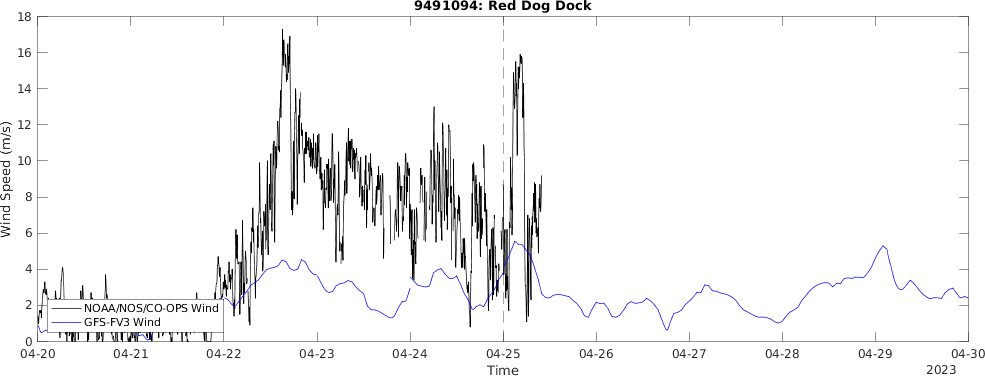 9491094: Red Dog Dock
Wind Speed (m/s)
18
16
14
12
10
8
6
4
2
0
NOAA/NOS/CO-OPS Wind
GFS-FV3 Wind
04-20 04-21 04-22 04-23 04-24 04-25 04-26 04-27 04-28 04-29 04-30
Time
2023